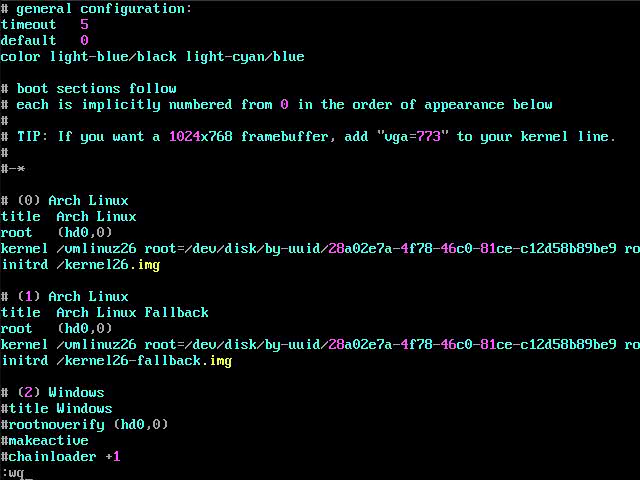 # general configuration:
timeout   5
default   0
color light-blue/black light-cyan/blue
# boot sections follow
# each is implicitly numbered from 0 in the order of appearance below
#
# TIP: If you want a 1024x768 framebuffer, add "vga=773" to your kernel line.
#
#-*
# (0) Arch Linux
title  Arch Linux
root   (hd0,0)
kernel /vmlinuz26 root=/dev/disk/by-uuid/28a02e7a-4f78-46c0-81ce-c12d58b89be9 ro
initrd /kernel26.img
# (1) Arch Linux
title  Arch Linux Fallback
root   (hd0,0)
kernel /vmlinuz26 root=/dev/disk/by-uuid/28a02e7a-4f78-46c0-81ce-c12d58b89be9 ro
initrd /kernel26-fallback.img
# (2) Windows
#title Windows
#rootnoverify (hd0,0)
#makeactive
#chainloader +1
:wq_